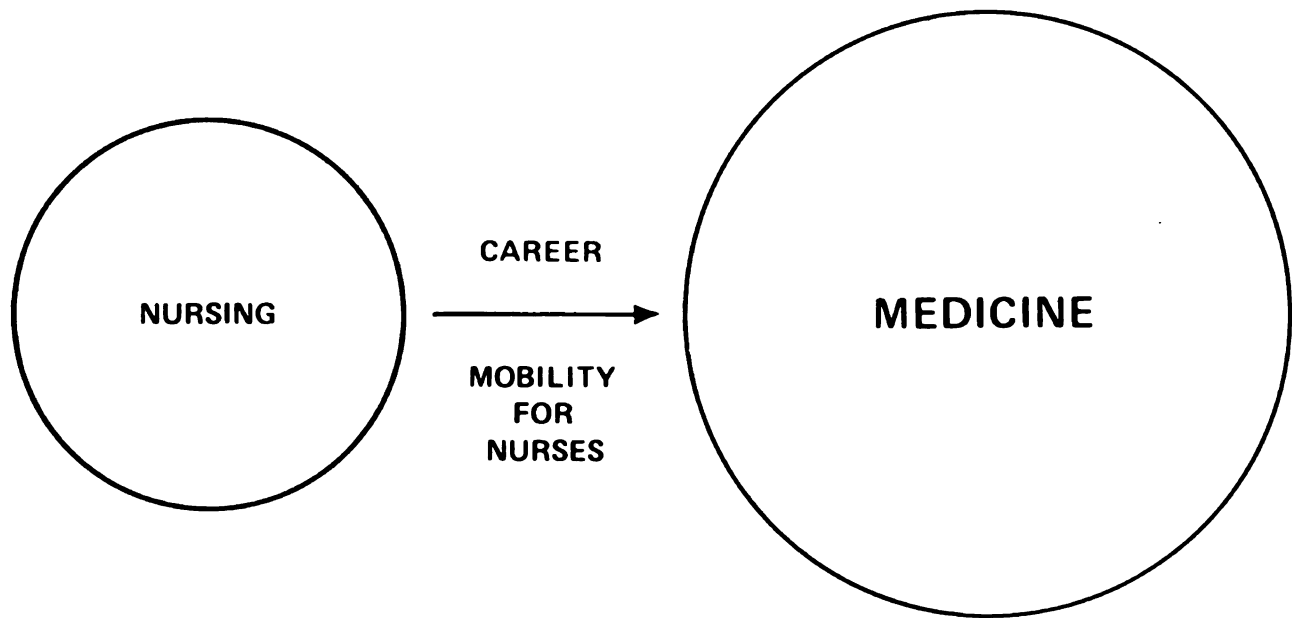 NURSING
CAREER
MOBILITY
FOR
NURSES
MEDICINE